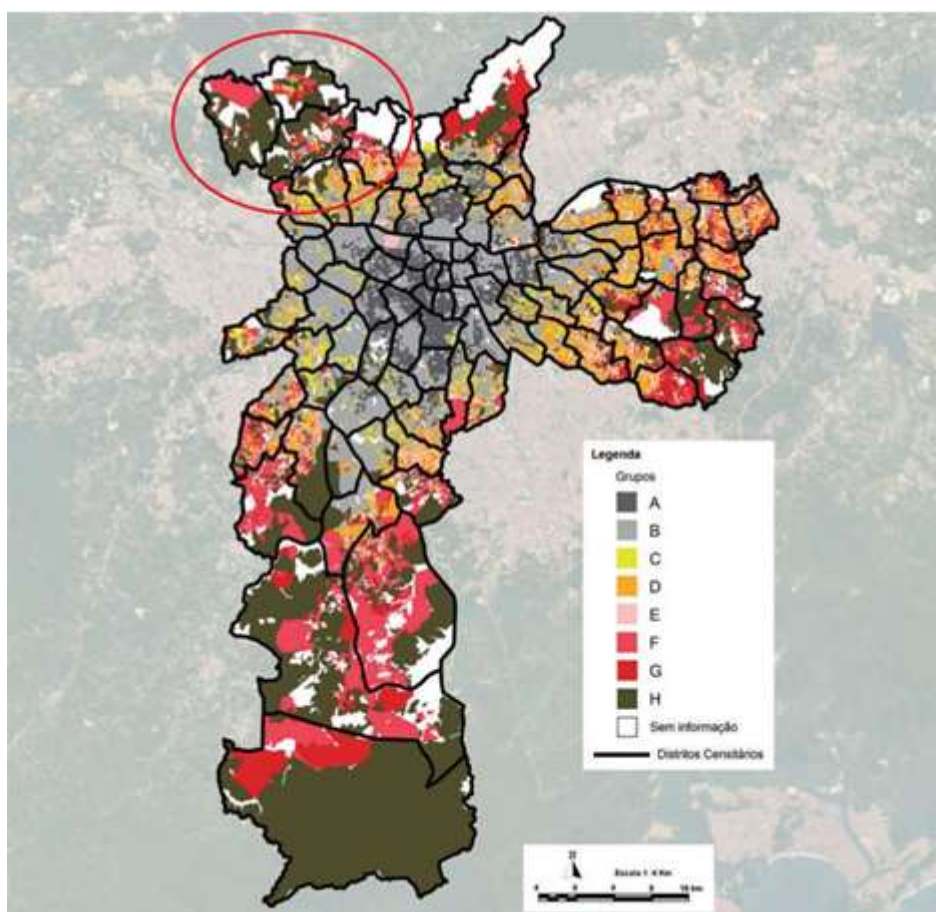 Legenda
Grupos
A
B
C
D
E
F
G
H
Sem informação
Distritos Censitários
Escala 1: 4 Km